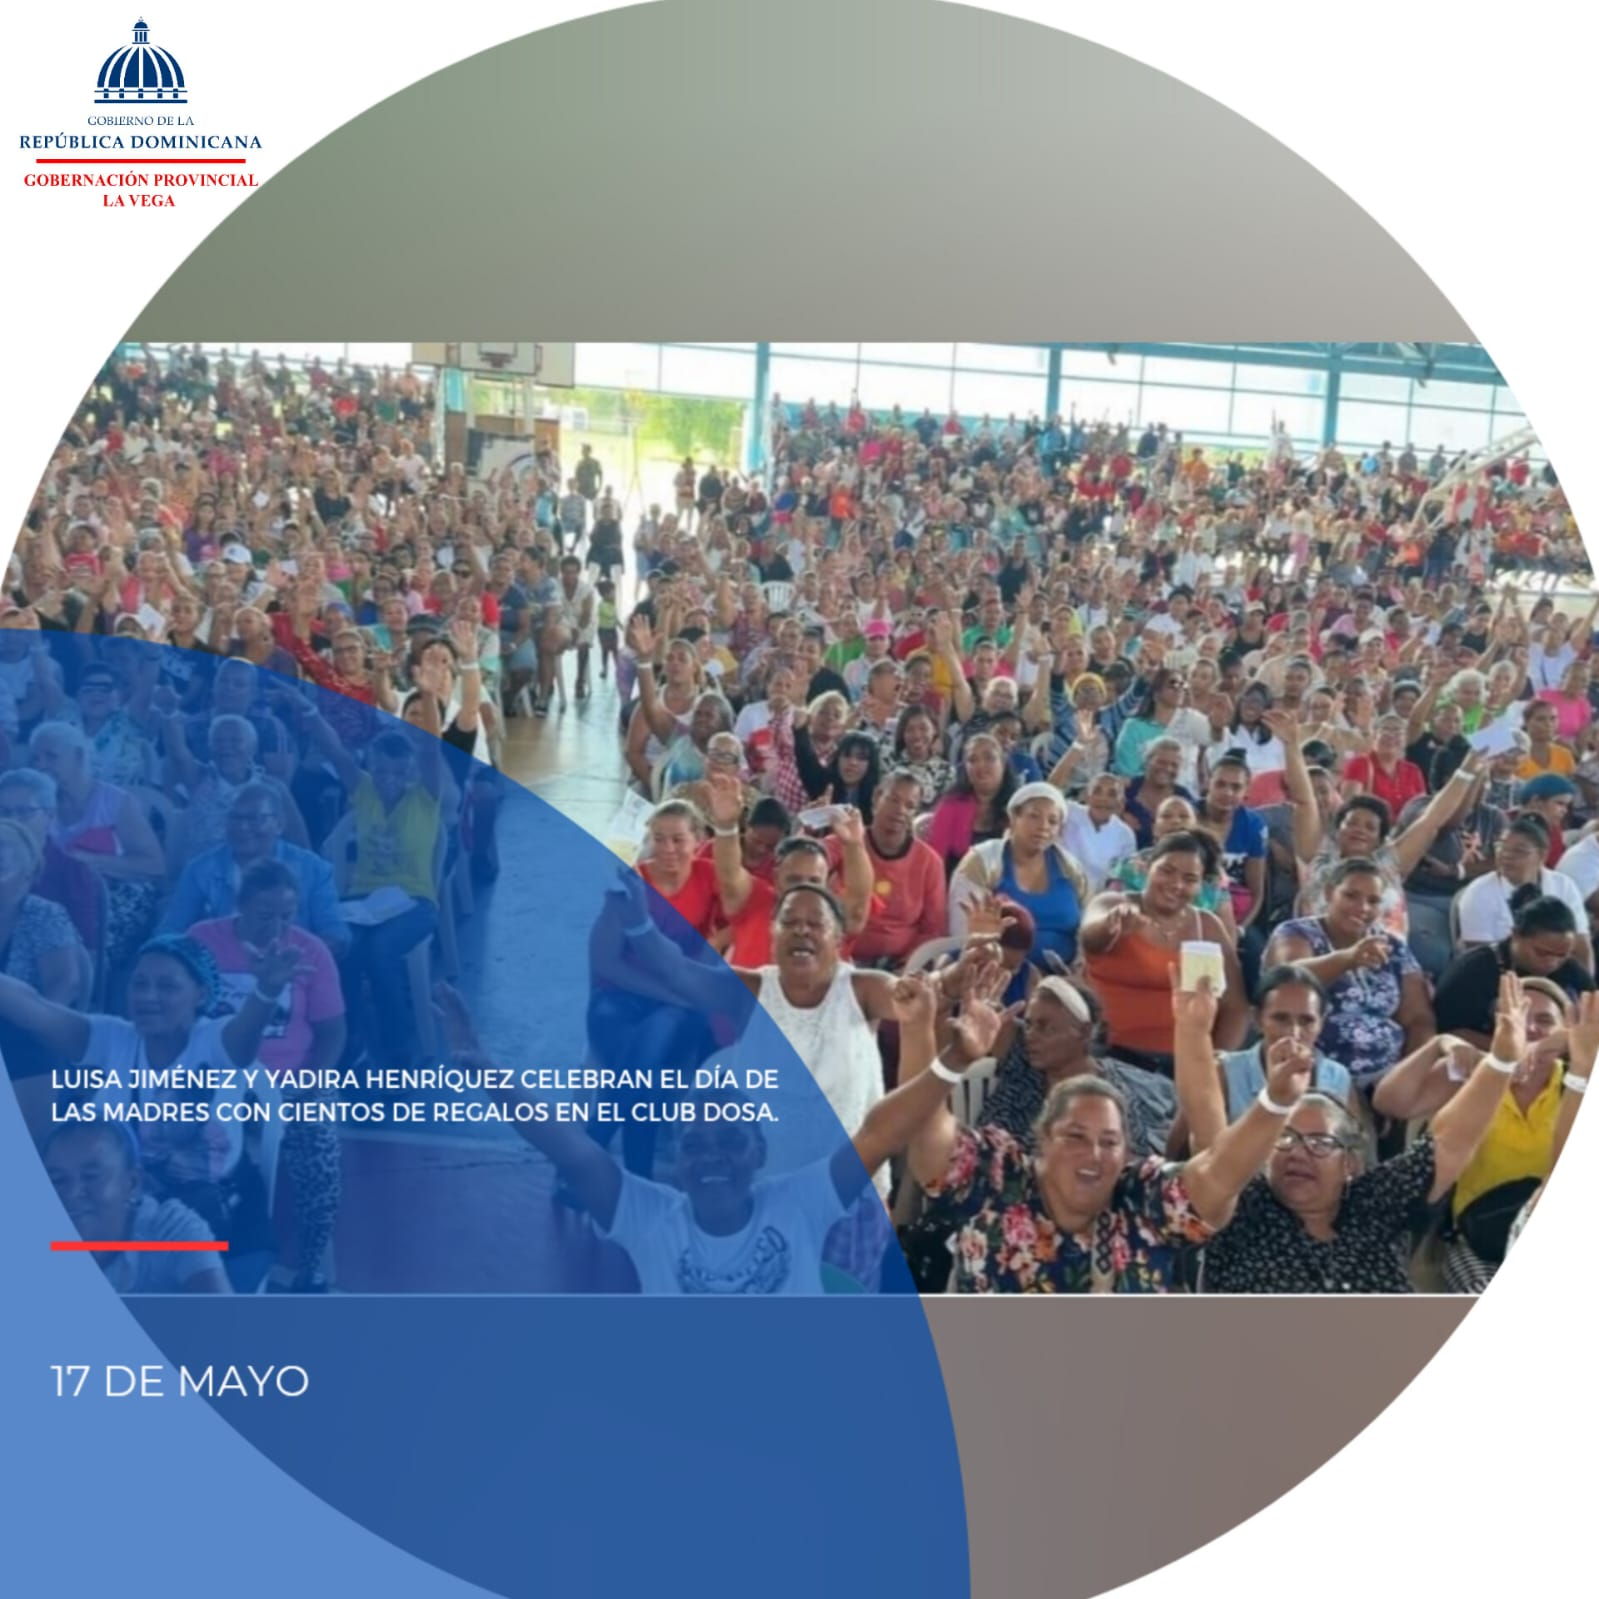 GOBIERNO DE LA
REPÚBLICA DOMINICANA
GOBERNACIÓN PROVINCIAL
LA VEGA
LUISA JIMÉNEZ Y YADIRA HENRÍQUEZ CELEBRAN EL DÍA DE
LAS MADRES CON CIENTOS DE REGALOS EN EL CLUB DOSA.
17 DE MAYO